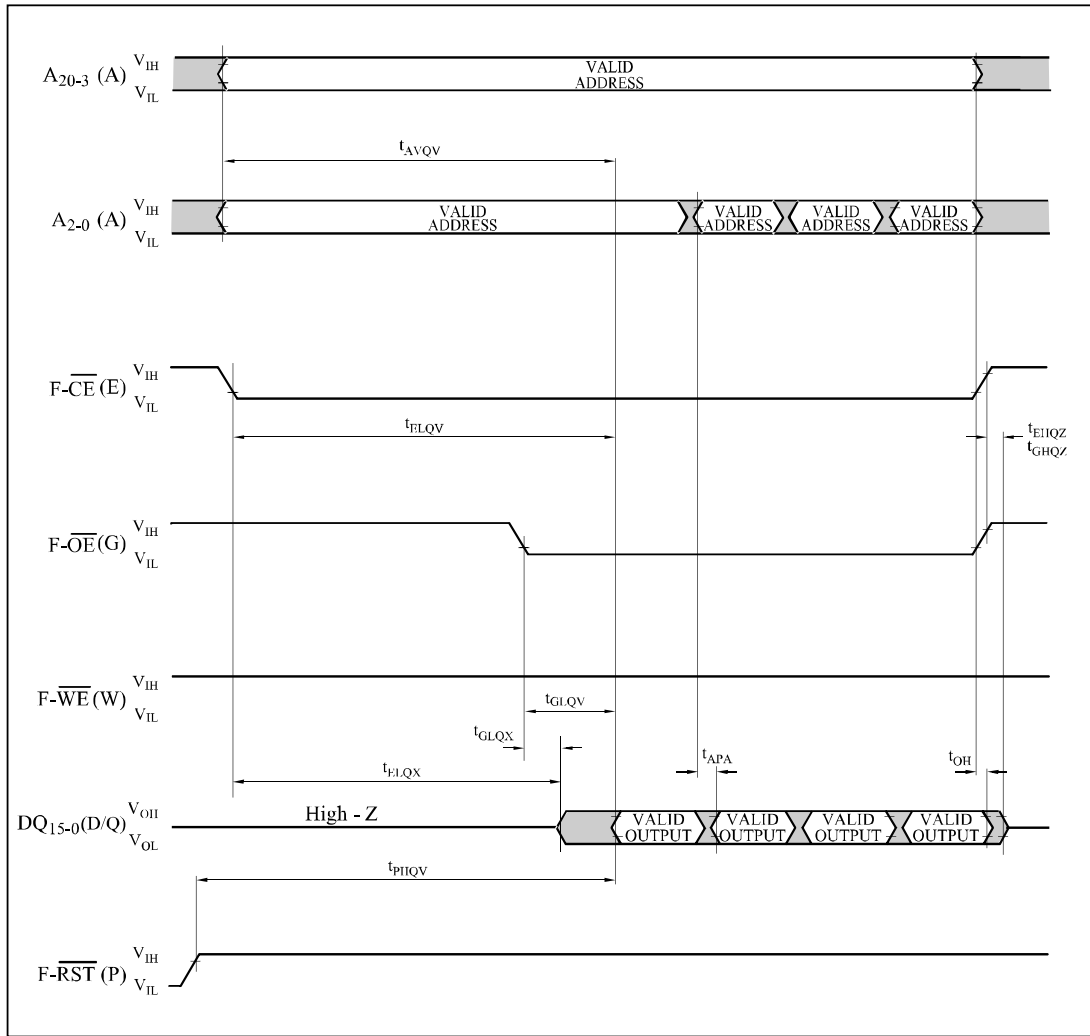 A20-3 (A)
VIH
VIL
VALID
ADDRESS
tAVQV
A2-0 (A)
VIH
VIL
VALID
ADDRESS
VALID
ADDRESS
VALID
ADDRESS
VALID
ADDRESS
F-CE (E)
VIH
VIL
tELQV
tEHQZ
tGHQZ
F-OE (G)
VIH
VIL
F-WE (W)
VIH
VIL
tGLQV
tGLQX
tELQX
tAPA
tOH
DQ15-0 (D/Q)
VOH
VOL
High - Z
VALID
OUTPUT
VALID
OUTPUT
VALID
OUTPUT
VALID
OUTPUT
tPHQV
F-RST (P)
VIH
VIL